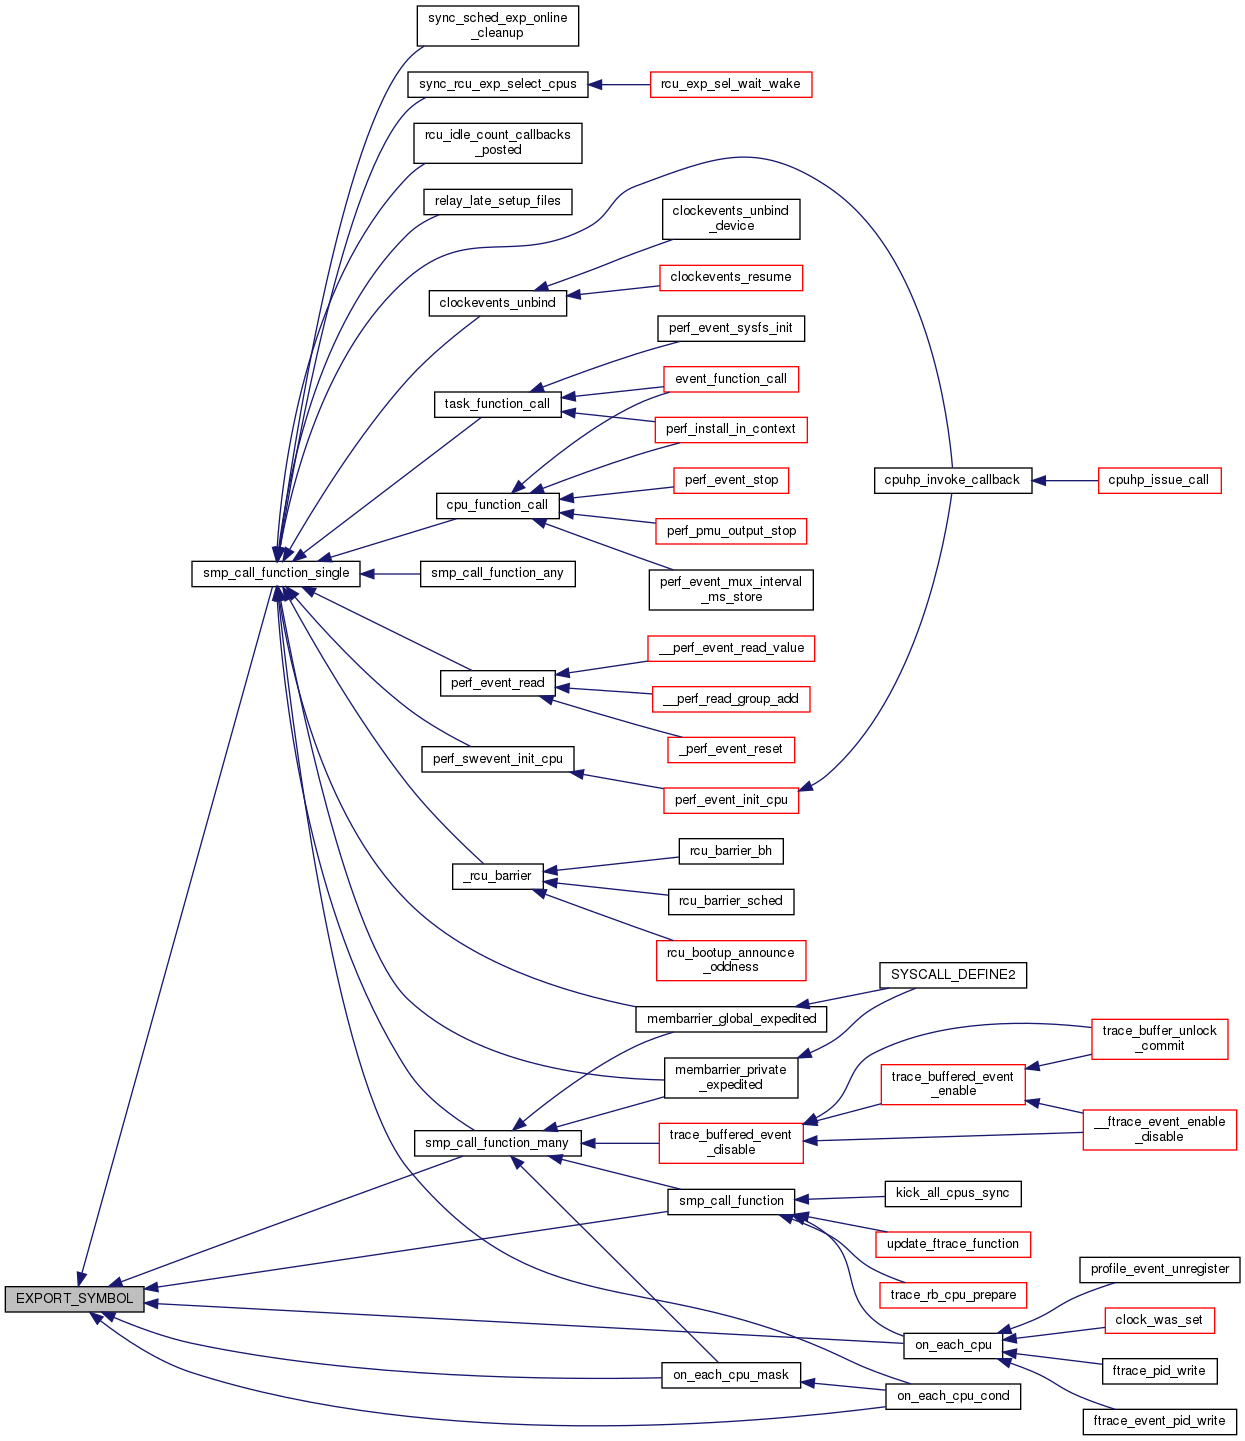 sync_sched_exp_online
_cleanup
sync_rcu_exp_select_cpus
rcu_exp_sel_wait_wake
rcu_idle_count_callbacks
_posted
relay_late_setup_files
clockevents_unbind
_device
clockevents_resume
clockevents_unbind
perf_event_sysfs_init
event_function_call
task_function_call
perf_install_in_context
perf_event_stop
cpuhp_invoke_callback
cpuhp_issue_call
cpu_function_call
perf_pmu_output_stop
smp_call_function_single
smp_call_function_any
perf_event_mux_interval
_ms_store
__perf_event_read_value
perf_event_read
__perf_read_group_add
_perf_event_reset
perf_swevent_init_cpu
perf_event_init_cpu
rcu_barrier_bh
_rcu_barrier
rcu_barrier_sched
rcu_bootup_announce
_oddness
SYSCALL_DEFINE2
membarrier_global_expedited
trace_buffer_unlock
_commit
membarrier_private
_expedited
trace_buffered_event
_enable
__ftrace_event_enable
_disable
smp_call_function_many
trace_buffered_event
_disable
kick_all_cpus_sync
smp_call_function
update_ftrace_function
profile_event_unregister
EXPORT_SYMBOL
trace_rb_cpu_prepare
clock_was_set
on_each_cpu
ftrace_pid_write
on_each_cpu_mask
on_each_cpu_cond
ftrace_event_pid_write